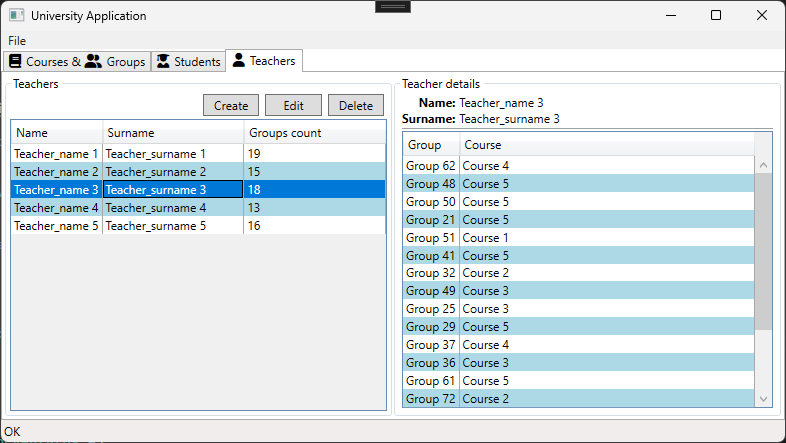 University Application
File
Courses & Groups Students Teachers
Teachers
Create Edit Delete
Name Surname Groups count
Teacher_name 1 Teacher_surname 1 19
Teacher_name 2 Teacher_surname 2 15
Teacher_name 3 Teacher_surname 3 18
Teacher_name 4 Teacher_surname 4 13
Teacher_name 5 Teacher_surname 5 16
Teacher details
Name: Teacher_name 3
Surname: Teacher_surname 3
Group Course
Group 62 Course 4
Group 48 Course 5
Group 50 Course 5
Group 21 Course 5
Group 51 Course 1
Group 41 Course 5
Group 32 Course 2
Group 49 Course 3
Group 25 Course 3
Group 29 Course 5
Group 37 Course 4
Group 36 Course 3
Group 61 Course 5
Group 72 Course 2
OK